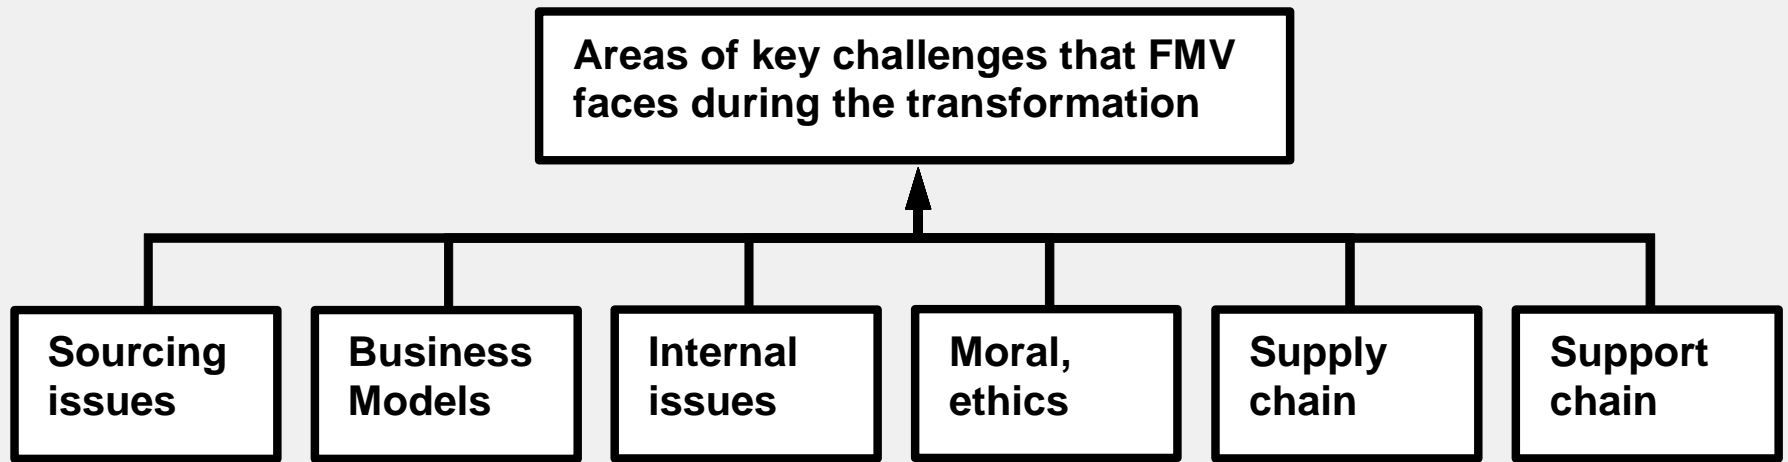 Areas of key challenges that FMV
faces during the transformation
Sourcing
issues
Business
Models
Internal
issues
Moral,
ethics
Supply
chain
Support
chain